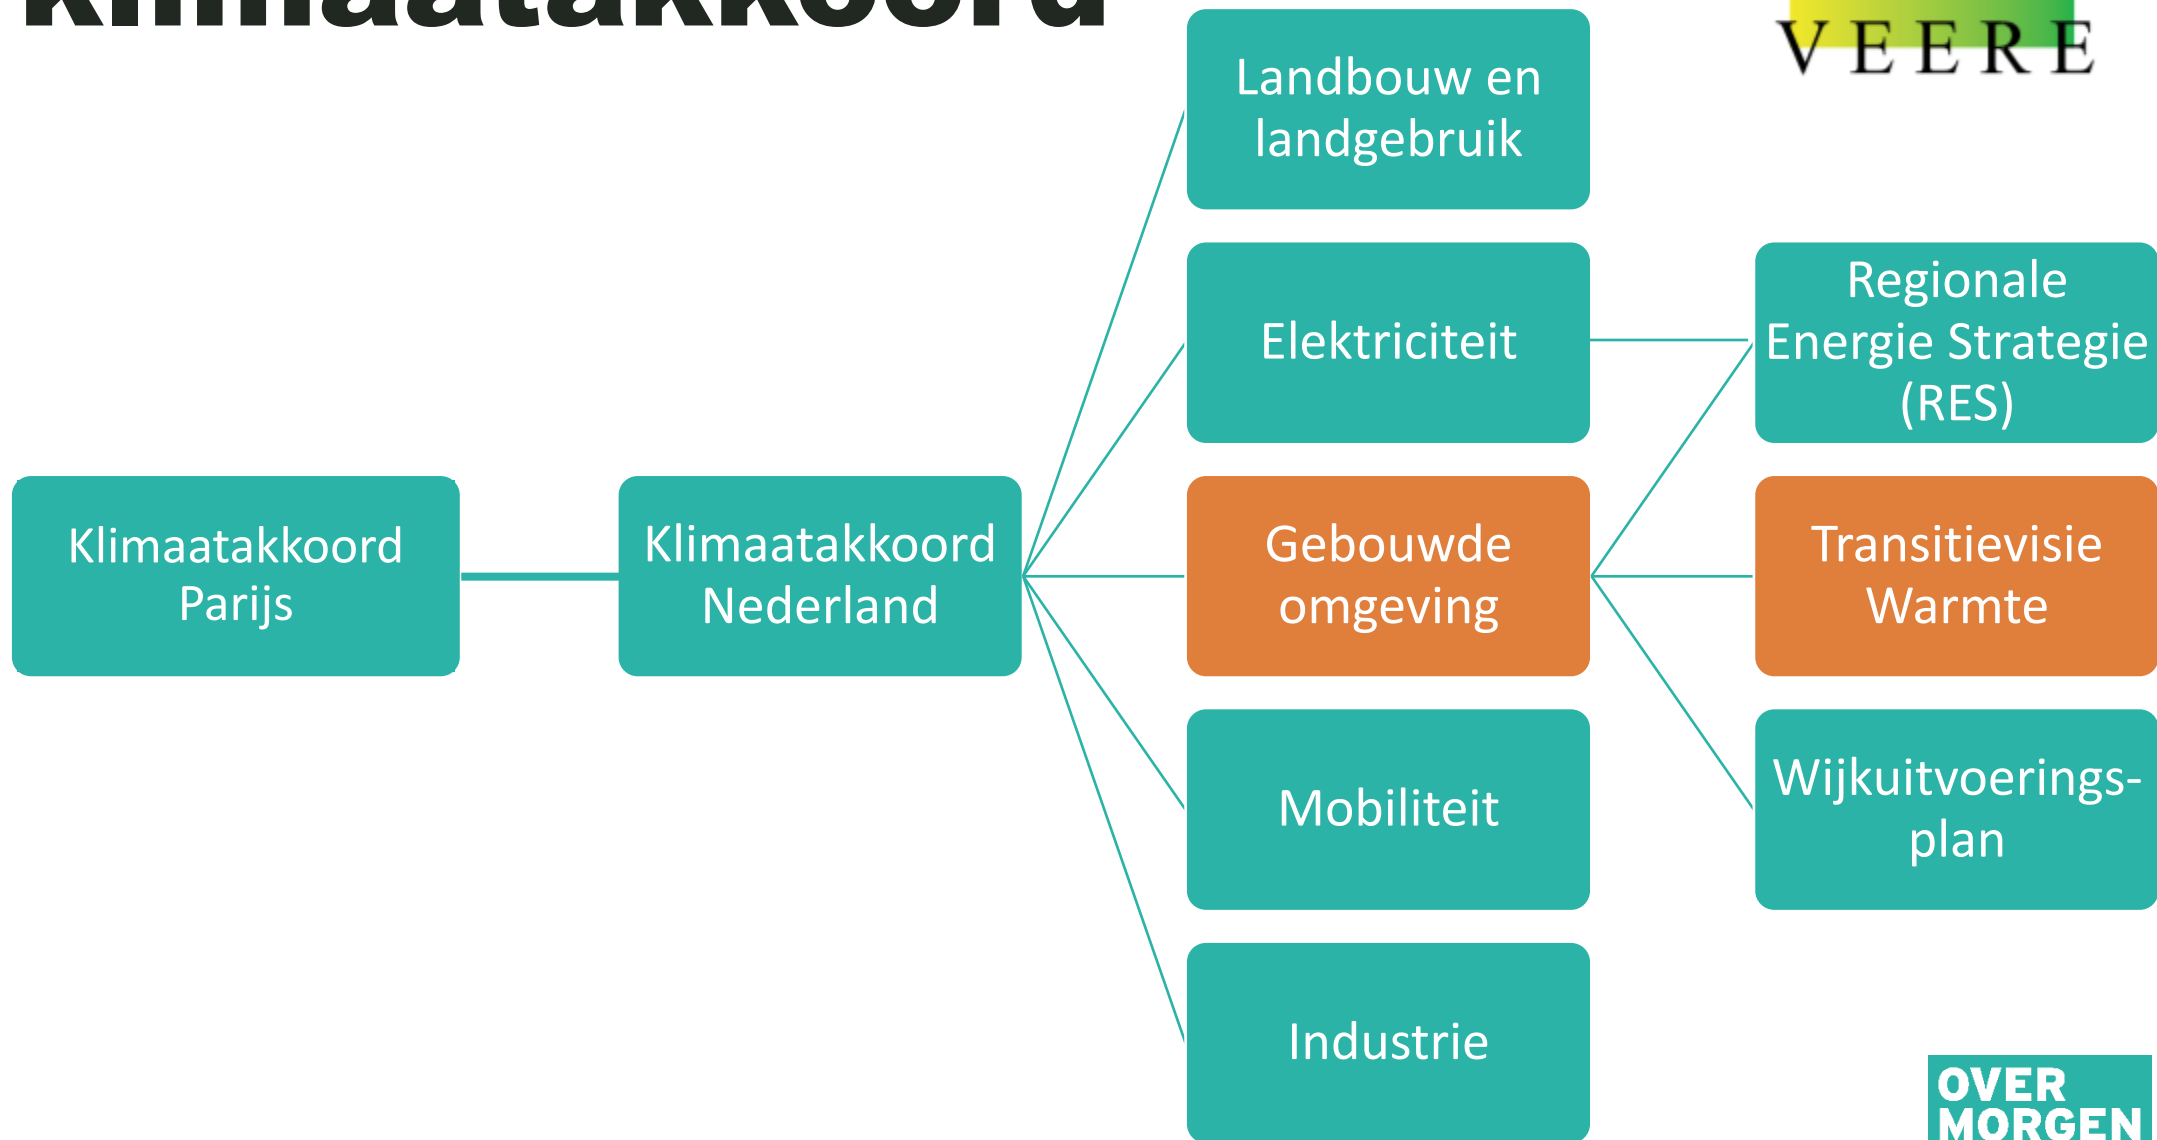 klimaatakkoord
VEERE
Landbouw en
landgebruik
Elektriciteit
Regionale
Energie Strategie
(RES)
Klimaatakkoord
Parijs
Klimaatakkoord
Nederland
Gebouwde
omgeving
Transitievisie
Warmte
Mobiliteit
Wijkuitvoerings-
plan
Industrie
OVER
MORGEN